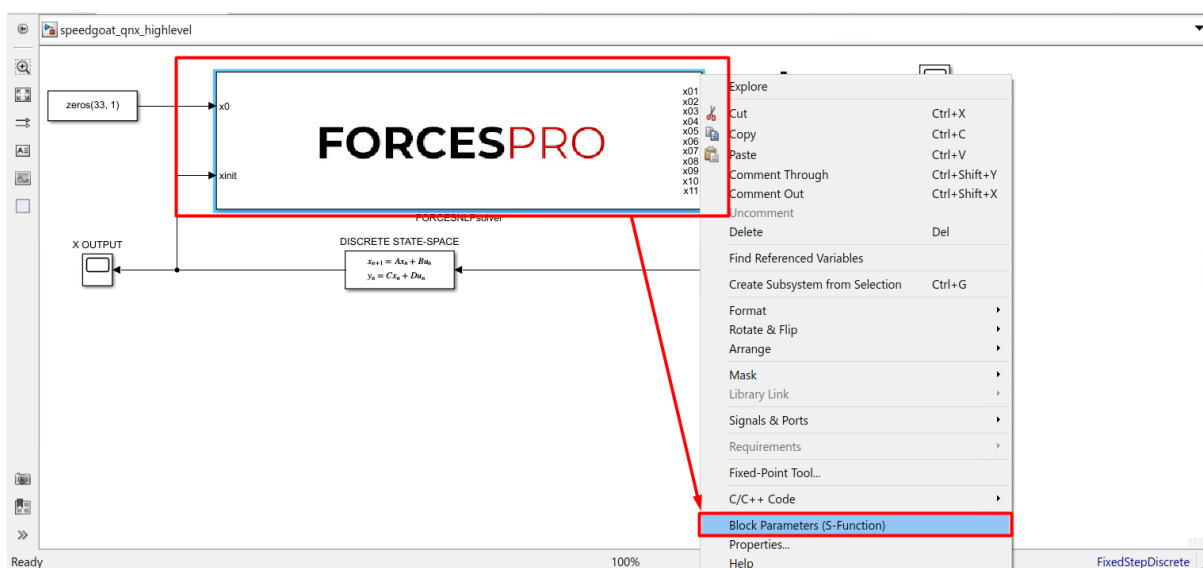 speedgoat_qnx_highlevel
zeros(33, 1)
x0
xinit
FORCESPRO
x01
x02
x03
x04
x05
x06
x07
x08
x09
x10
x11
FORCESNLPsolver
X OUTPUT
DISCRETE STATE-SPACE
xn+1 = Axn + Bun
yn = Cxn + Dun
Explore
Cut Ctrl+X
Copy Ctrl+C
Paste Ctrl+V
Comment Through Ctrl+Shift+Y
Comment Out Ctrl+Shift+X
Uncomment
Delete Del
Find Referenced Variables
Create Subsystem from Selection Ctrl+G
Format
Rotate & Flip
Arrange
Mask
Library Link
Signals & Ports
Requirements
Fixed-Point Tool...
C/C++ Code
Block Parameters (S-Function)
Properties...
Help
Ready 100% FixedStepDiscrete